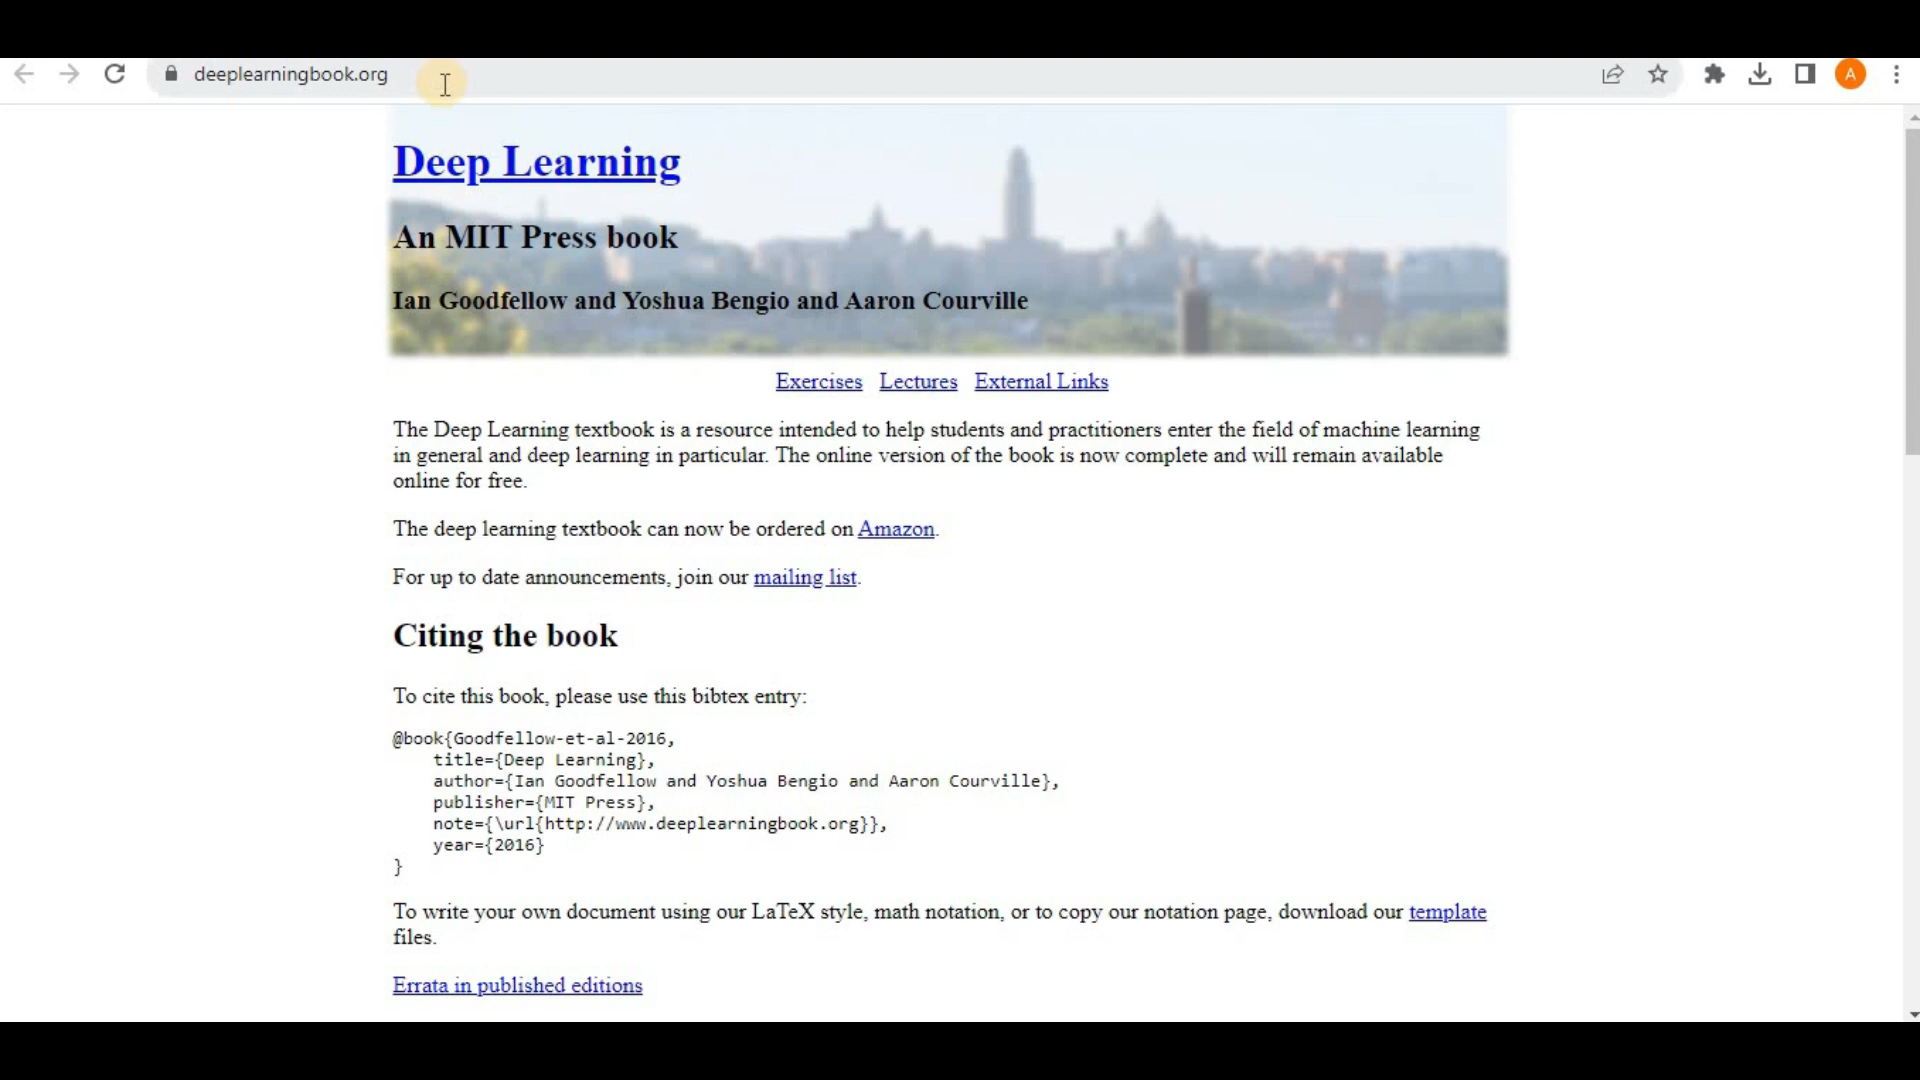 deeplearningbook.org
A
Deep Learning
An MIT Press book
Ian Goodfellow and Yoshua Bengio and Aaron Courville
Exercises Lectures External Links
The Deep Learning textbook is a resource intended to help students and practitioners enter the field of machine learning
in general and deep learning in particular. The online version of the book is now complete and will remain available
online for free.
The deep learning textbook can now be ordered on Amazon.
For up to date announcements, join our mailing list.
Citing the book
To cite this book, please use this bibtex entry:
@book{Goodfellow-et-al-2016,
    title={Deep Learning},
    author={Ian Goodfellow and Yoshua Bengio and Aaron Courville},
    publisher={MIT Press},
    note={\url{http://www.deeplearningbook.org}},
    year={2016}
}
To write your own document using our LaTeX style, math notation, or to copy our notation page, download our template
files.
Errata in published editions